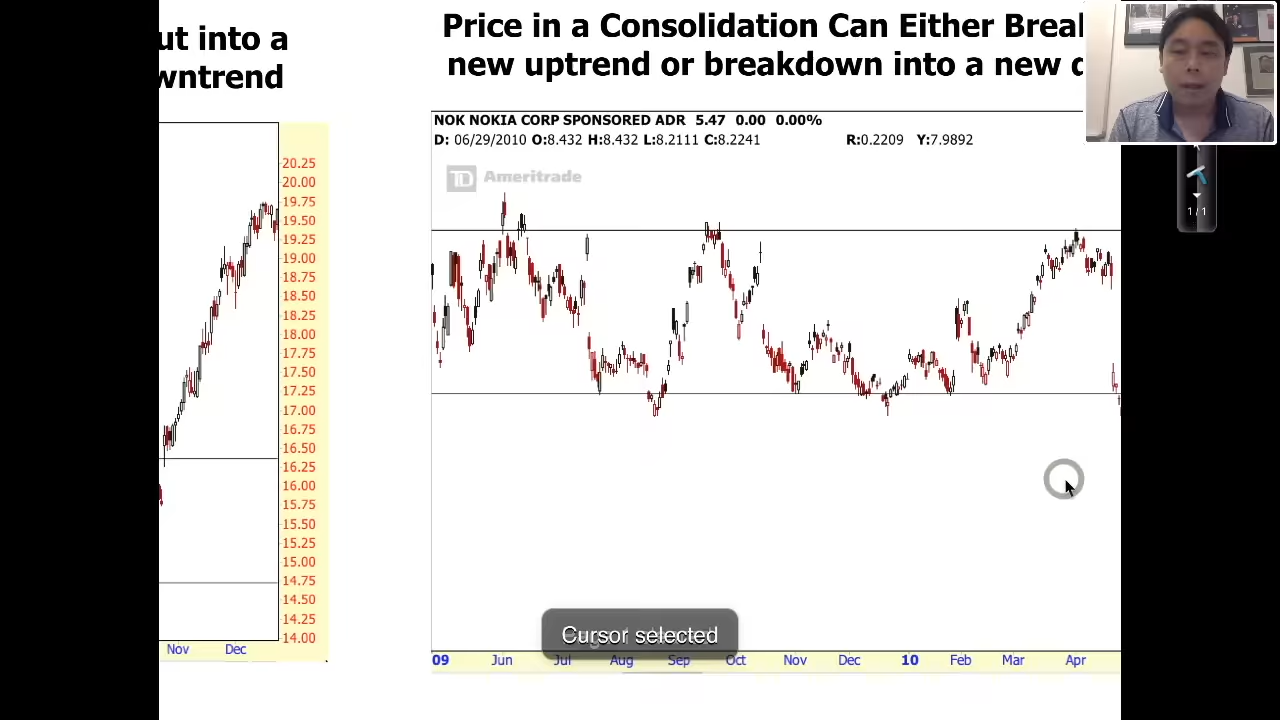 ut into a
wntrend
20.25
20.00
19.75
19.50
19.25
19.00
18.75
18.50
18.25
18.00
17.75
17.50
17.25
17.00
16.75
16.50
16.25
16.00
15.75
15.50
15.25
15.00
14.75
14.50
14.25
14.00
Nov Dec
Price in a Consolidation Can Either Break
new uptrend or breakdown into a new d
NOK NOKIA CORP SPONSORED ADR 5.47 0.00 0.00%
D: 06/29/2010 O:8.432 H:8.432 L:8.2111 C:8.2241 R:0.2209 Y:7.9892
TD Ameritrade
Cursor selected
09 Jun Jul Aug Sep Oct Nov Dec 10 Feb Mar Apr
1/1